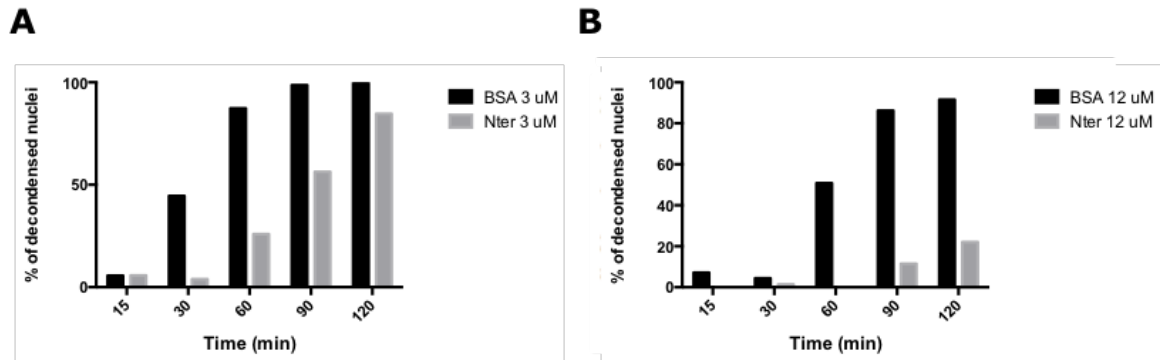 A
% of decondensed nuclei
100
50
0
15
30
60
90
120
Time (min)
BSA 3 uM
Nter 3 uM
B
% of decondensed nuclei
100
80
60
40
20
0
15
30
60
90
120
Time (min)
BSA 12 uM
Nter 12 uM